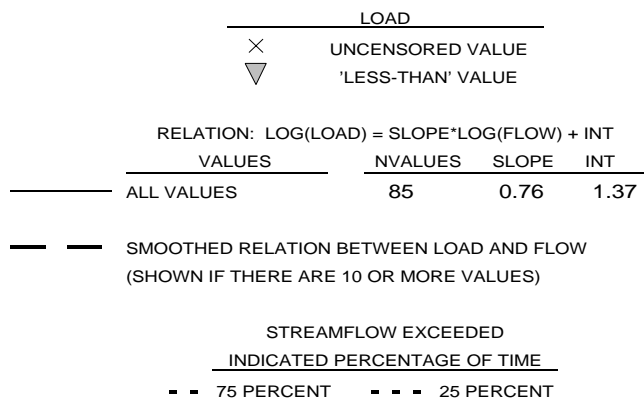 LOAD
UNCENSORED VALUE
'LESS-THAN' VALUE
RELATION: LOG(LOAD) = SLOPE*LOG(FLOW) + INT
VALUES NVALUES SLOPE INT
ALL VALUES 85 0.76 1.37
SMOOTHED RELATION BETWEEN LOAD AND FLOW
(SHOWN IF THERE ARE 10 OR MORE VALUES)
STREAMFLOW EXCEEDED
INDICATED PERCENTAGE OF TIME
75 PERCENT 25 PERCENT